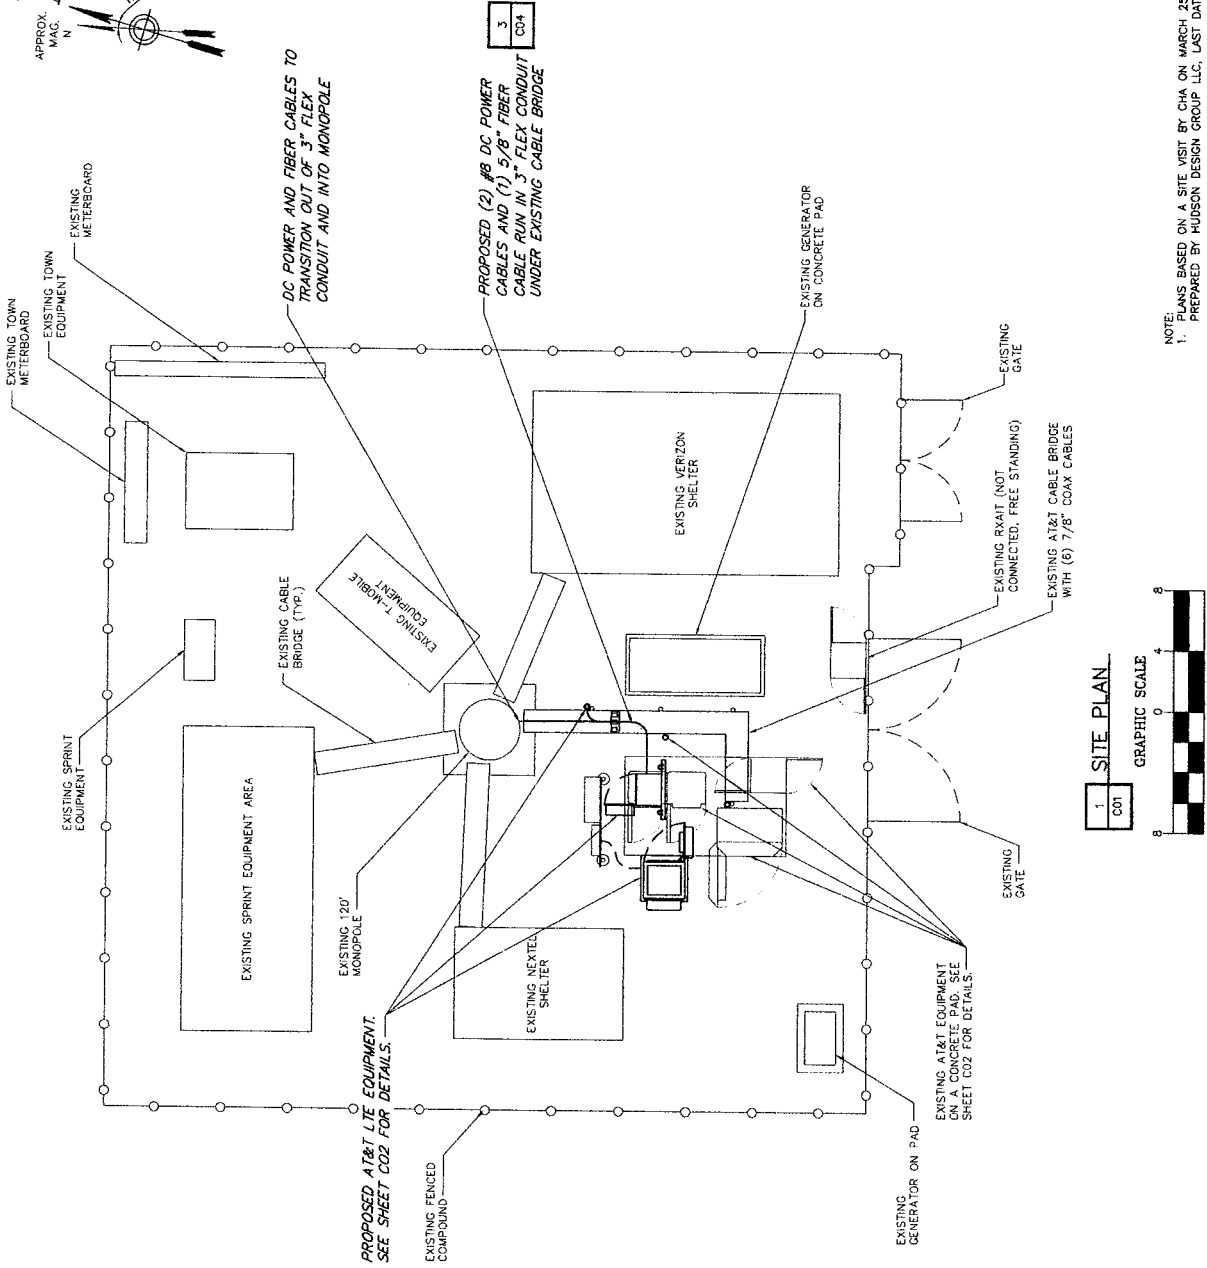 APPROX.
MAG.
N
EXISTING TOWN
METERBOARD
EXISTING TOWN
EQUIPMENT
EXISTING
METERBOARD
DC POWER AND FIBER CABLES TO
TRANSITION OUT OF 3" FLEX
CONDUIT AND INTO MONOPOLE
3
C04
PROPOSED (2) #8 DC POWER
CABLES AND (1) 5/8" FIBER
CABLE RUN IN 3" FLEX CONDUIT
UNDER EXISTING CABLE BRIDGE
EXISTING SPRINT
EQUIPMENT
EXISTING CABLE
BRIDGE (TYP.)
EXISTING T-MOBILE
EQUIPMENT
EXISTING VERIZON
SHELTER
EXISTING GENERATOR
ON CONCRETE PAD
EXISTING SPRINT EQUIPMENT AREA
EXISTING 120'
MONOPOLE
EXISTING NEXTEL
SHELTER
PROPOSED AT&T LTE EQUIPMENT.
SEE SHEET C02 FOR DETAILS.
EXISTING FENCED
COMPOUND
EXISTING
GENERATOR ON PAD
EXISTING AT&T EQUIPMENT
ON A CONCRETE PAD. SEE
SHEET C02 FOR DETAILS.
EXISTING
GATE
EXISTING
GATE
EXISTING RXAIT (NOT
CONNECTED, FREE STANDING)
EXISTING AT&T CABLE BRIDGE
WITH (6) 7/8" COAX CABLES
1
C01
SITE PLAN
GRAPHIC SCALE
8 0 4 8
NOTE:
1. PLANS BASED ON A SITE VISIT BY CHA ON MARCH 25
PREPARED BY HUDSON DESIGN GROUP LLC, LAST DAT